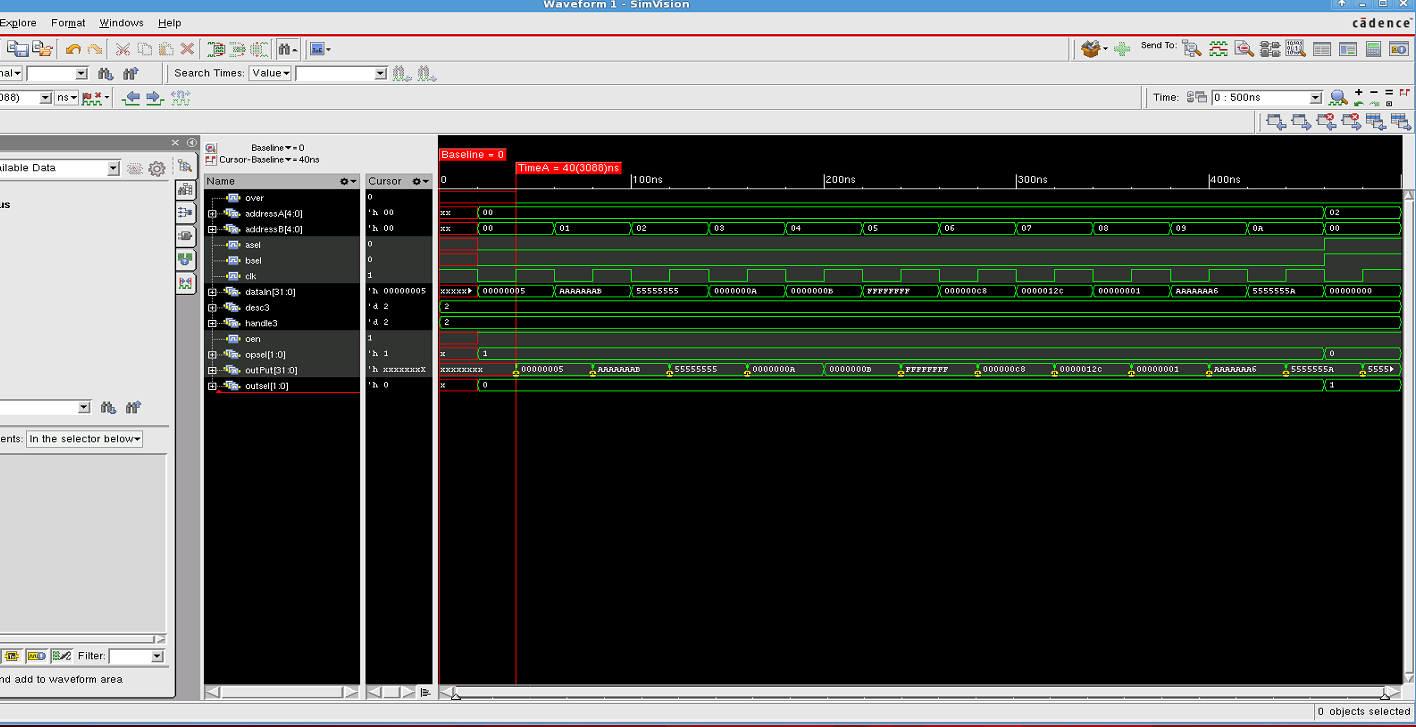 Waveform 1 - SimVision
Explore Format Windows Help
cādence
Send To:
Search Times: Value
088) ns
Time: 0 : 500ns
ailable Data
Baseline = 0
Cursor-Baseline = 40ns
Baseline = 0
TimeA = 40(3088)ns
Name Cursor 0 100ns 200ns 300ns 400ns
over 0
addressA[4:0] 'h 00 xx 00 02
addressB[4:0] 'h 00 xx 00 01 02 03 04 05 06 07 08 09 0A 00
asel 0
bsel 0
clk 1
dataIn[31:0] 'h 00000005 xxxxx 00000005 AAAAAAAB 55555555 0000000A 0000000B FFFFFFFF 000000C8 0000012C 00000001 AAAAAAA6 5555555A 00000000
desc3 'd 2 2
handle3 'd 2 2
oen 1
opsel[1:0] 'h 1 x 1 0
outPut[31:0] 'h xxxxxxxX xxxxxxxx 00000005 AAAAAAAB 55555555 0000000A 0000000B FFFFFFFF 000000C8 0000012C 00000001 AAAAAAA6 5555555A 5555
outsel[1:0] 'h 0 x 0 1
us
ents: In the selector below
Filter:
nd add to waveform area
0 objects selected